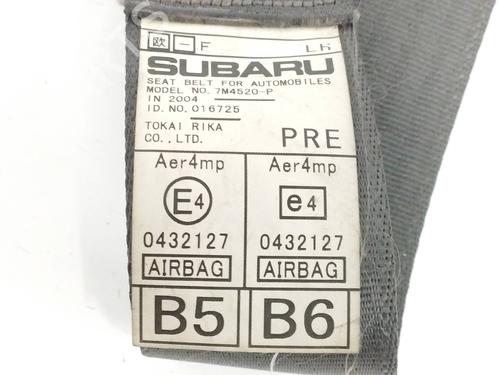 欧 一 F LH
SUBARU
SEAT BELT FOR AUTOMOBILES
MODEL NO. 7M4520-P
IN 2004
ID.NO. 016725
TOKAI RIKA
CO., LTD. PRE
Aer4mp Aer4mp
E4 e4
0432127 0432127
AIRBAG AIRBAG
B5 B6